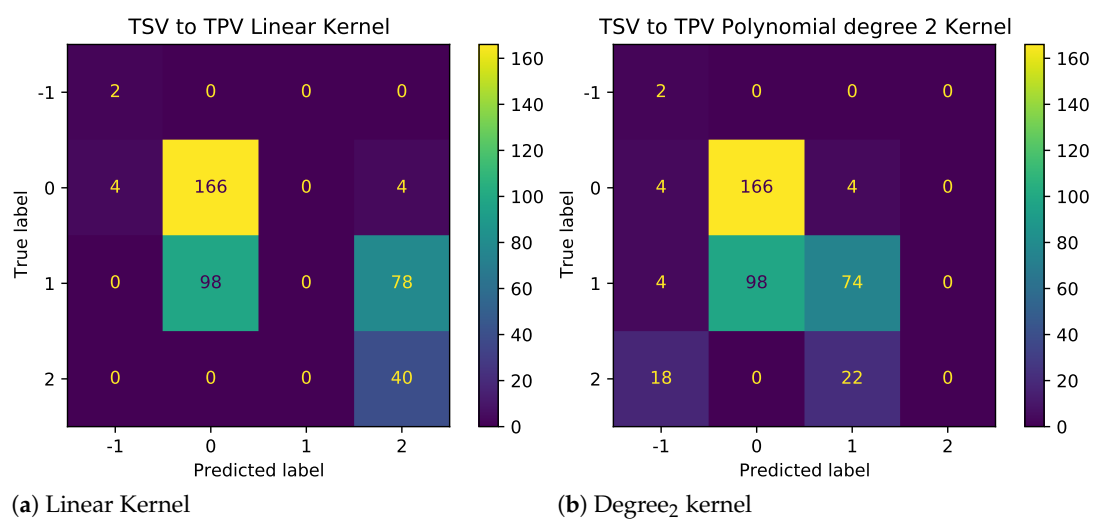 TSV to TPV Linear Kernel
True label
-1 2 0 0 0
0 4 166 0 4
1 0 98 0 78
2 0 0 0 40
-1 0 1 2
Predicted label
160
140
120
100
80
60
40
20
0
(a) Linear Kernel
TSV to TPV Polynomial degree 2 Kernel
True label
-1 2 0 0 0
0 4 166 4 0
1 4 98 74 0
2 18 0 22 0
-1 0 1 2
Predicted label
160
140
120
100
80
60
40
20
0
(b) Degree₂ kernel